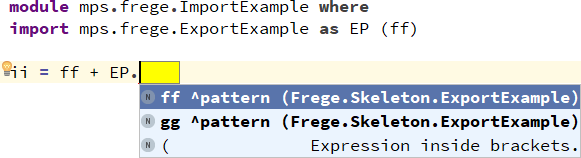 module mps.frege.ImportExample where
import mps.frege.ExportExample as EP (ff)
ii = ff + EP.
N ff ^pattern (Frege.Skeleton.ExportExample)
N gg ^pattern (Frege.Skeleton.ExportExample)
N ( Expression inside brackets.